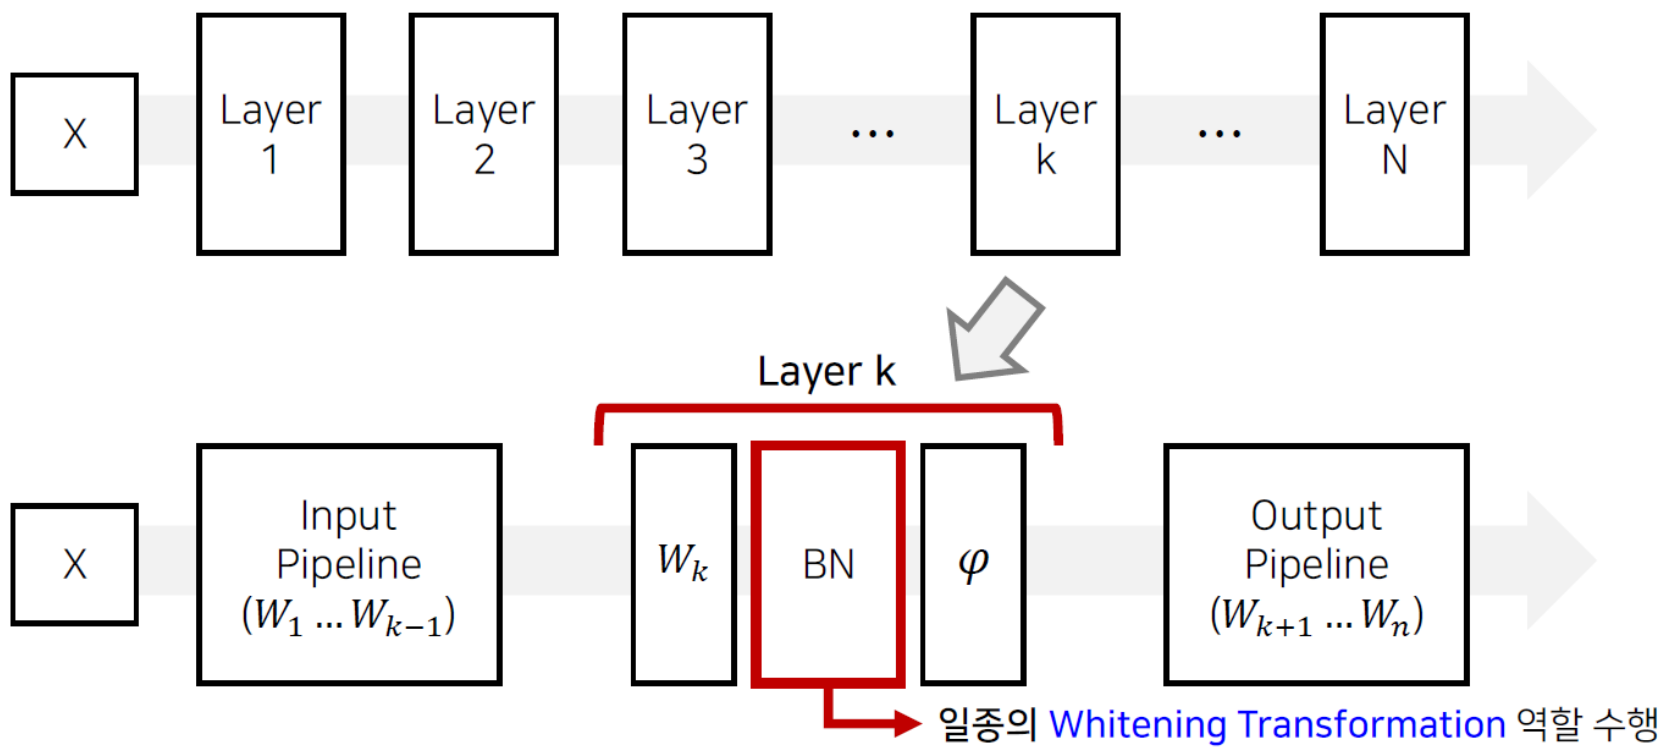 X
Layer
1
Layer
2
Layer
3
...
Layer
k
...
Layer
N
Layer k
X
Input
Pipeline
(W₁ ... Wₖ₋₁)
Wₖ
BN
φ
Output
Pipeline
(Wₖ₊₁ ... Wₙ)
일종의 Whitening Transformation 역할 수행